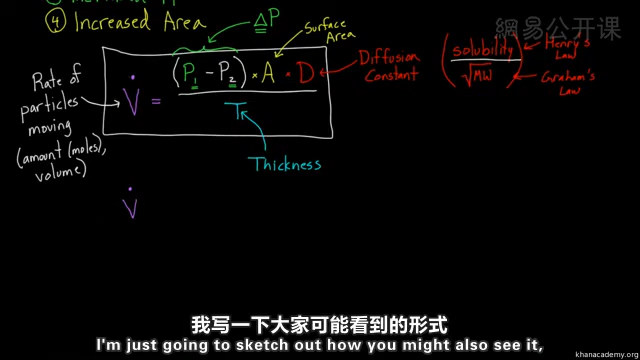 網易公开课
④ Increased Area
ΔP
Surface
Area
Rate of
particles
moving
(amount (moles),
volume)
V̇ = (P₁ - P₂) * A * D
T
Thickness
Diffusion
Constant
solubility
√MW
Henry's
Law
Graham's
Law
V̇
我写一下大家可能看到的形式
I'm just going to sketch out how you might also see it,
khanacademy.org